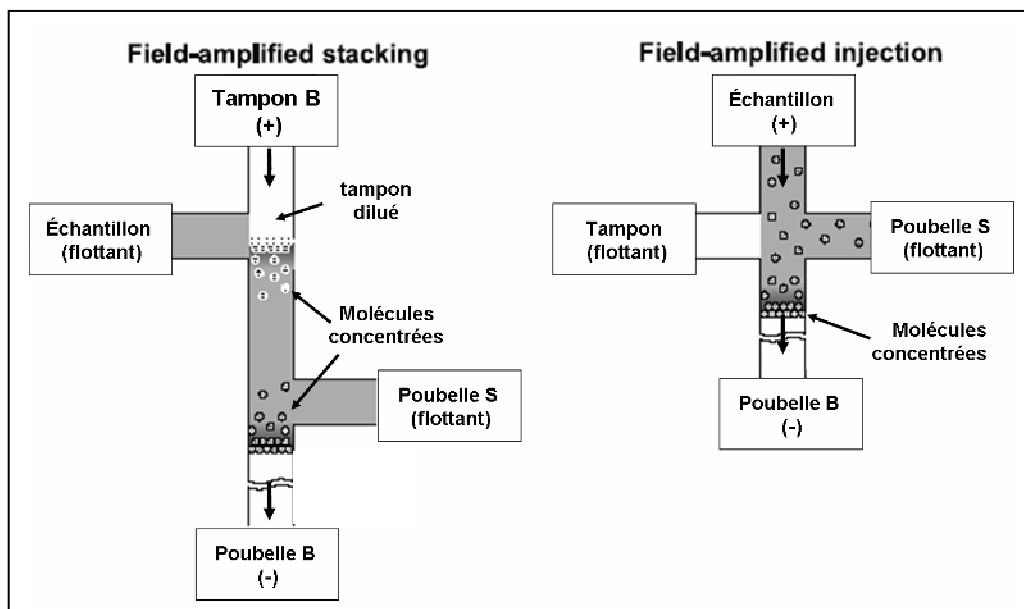 Field-amplified stacking
Tampon B
(+)
tampon
dilué
Échantillon
(flottant)
Molécules
concentrées
Poubelle S
(flottant)
Poubelle B
(-)
Field-amplified injection
Échantillon
(+)
Tampon
(flottant)
Poubelle S
(flottant)
Molécules
concentrées
Poubelle B
(-)